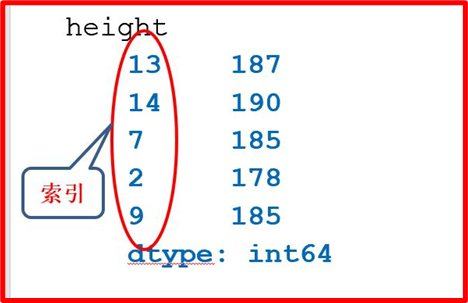 height
13 187
14 190
7 185
2 178
9 185
dtype: int64
索引